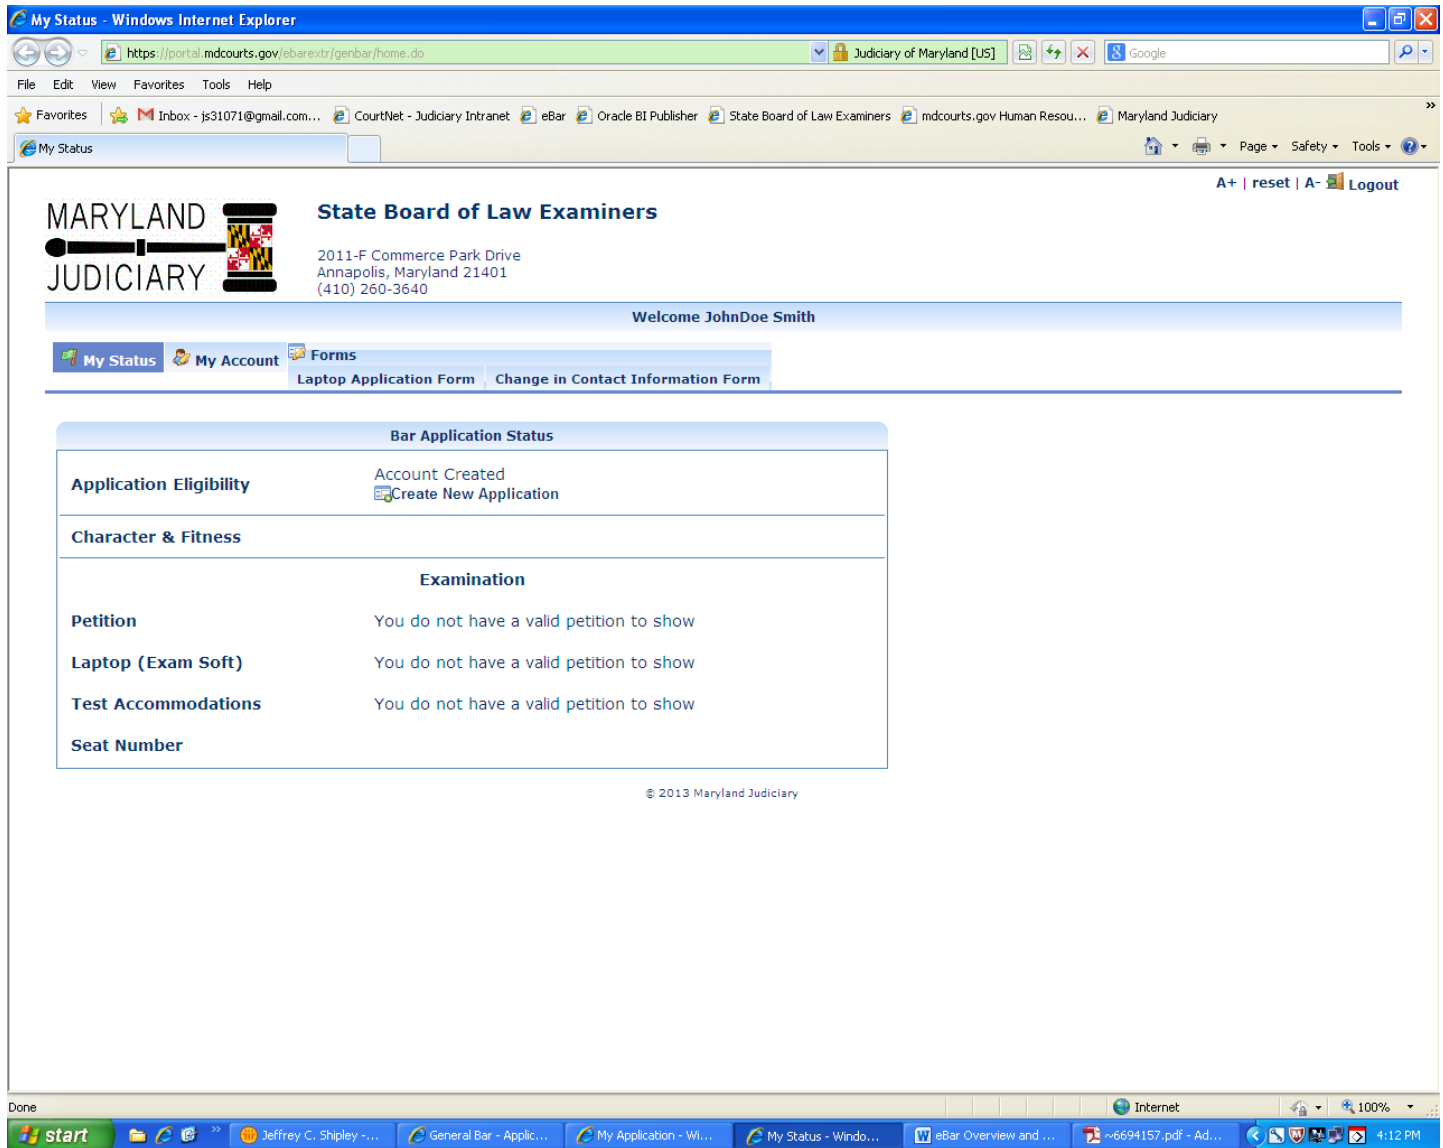 My Status - Windows Internet Explorer
https://portal.mdcourts.gov/ebarextr/genbar/home.do Judiciary of Maryland [US] Google
File Edit View Favorites Tools Help
Favorites Inbox - js31071@gmail.com... CourtNet - Judiciary Intranet eBar Oracle BI Publisher State Board of Law Examiners mdcourts.gov Human Resou... Maryland Judiciary »
My Status Page Safety Tools
A+ | reset | A- Logout
MARYLAND
JUDICIARY
State Board of Law Examiners
2011-F Commerce Park Drive
Annapolis, Maryland 21401
(410) 260-3640
Welcome JohnDoe Smith
My Status My Account Forms
Laptop Application Form Change in Contact Information Form
Bar Application Status
Application Eligibility Account Created
Create New Application
Character & Fitness
Examination
Petition You do not have a valid petition to show
Laptop (Exam Soft) You do not have a valid petition to show
Test Accommodations You do not have a valid petition to show
Seat Number
© 2013 Maryland Judiciary
Done Internet 100%
start » Jeffrey C. Shipley -... General Bar - Applic... My Application - Wi... My Status - Windo... eBar Overview and ... ~6694157.pdf - Ad... 4:12 PM